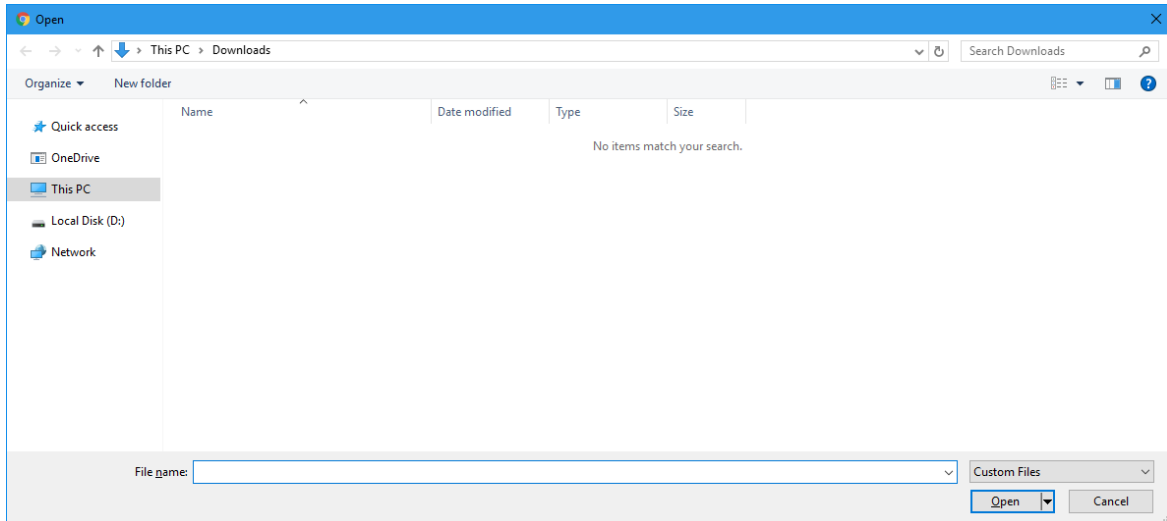 Open
This PC > Downloads
Search Downloads
Organize
New folder
Name
Date modified
Type
Size
Quick access
No items match your search.
OneDrive
This PC
Local Disk (D:)
Network
File name:
Custom Files
Open
Cancel